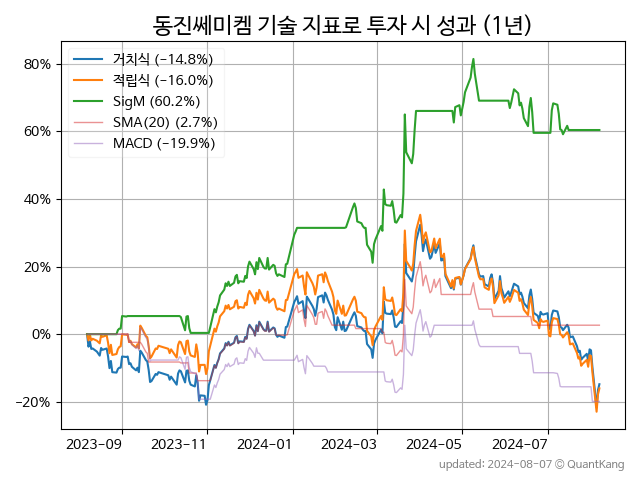 동진쎄미켐 기술 지표로 투자 시 성과 (1년)
거치식 (−14.8%)
적립식 (−16.0%)
SigM (60.2%)
SMA(20) (2.7%)
MACD (−19.9%)
80%
60%
40%
20%
0%
−20%
2023-09 2023-11 2024-01 2024-03 2024-05 2024-07
updated: 2024-08-07 © QuantKang